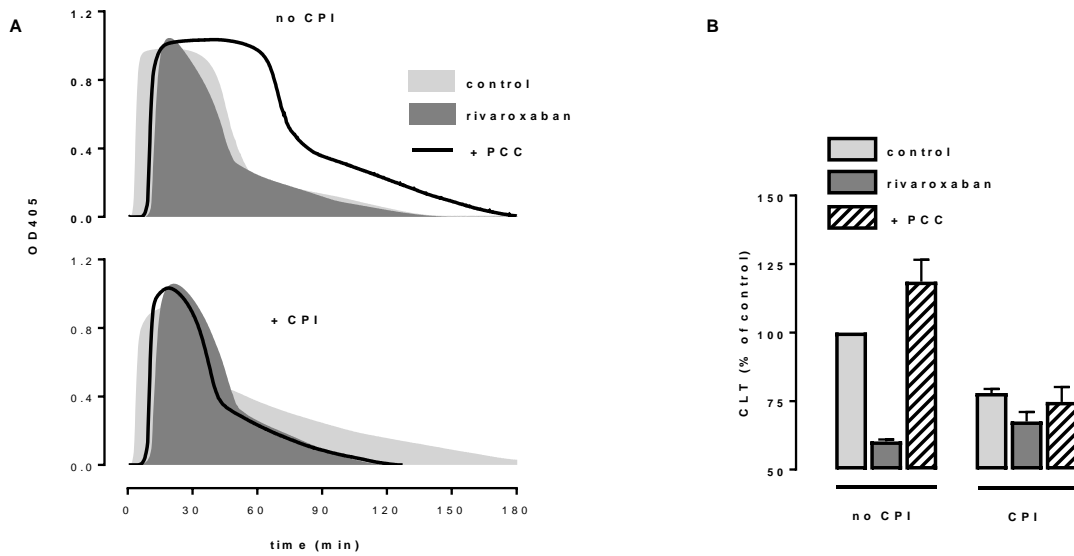 A
no CPI
1.2
0.8
0.4
0.0
control
rivaroxaban
+ PCC
OD405
+ CPI
1.2
0.8
0.4
0.0
0 30 60 90 120 150 180
time (min)
B
control
rivaroxaban
+ PCC
150
125
100
75
50
CLT (% of control)
no CPI CPI